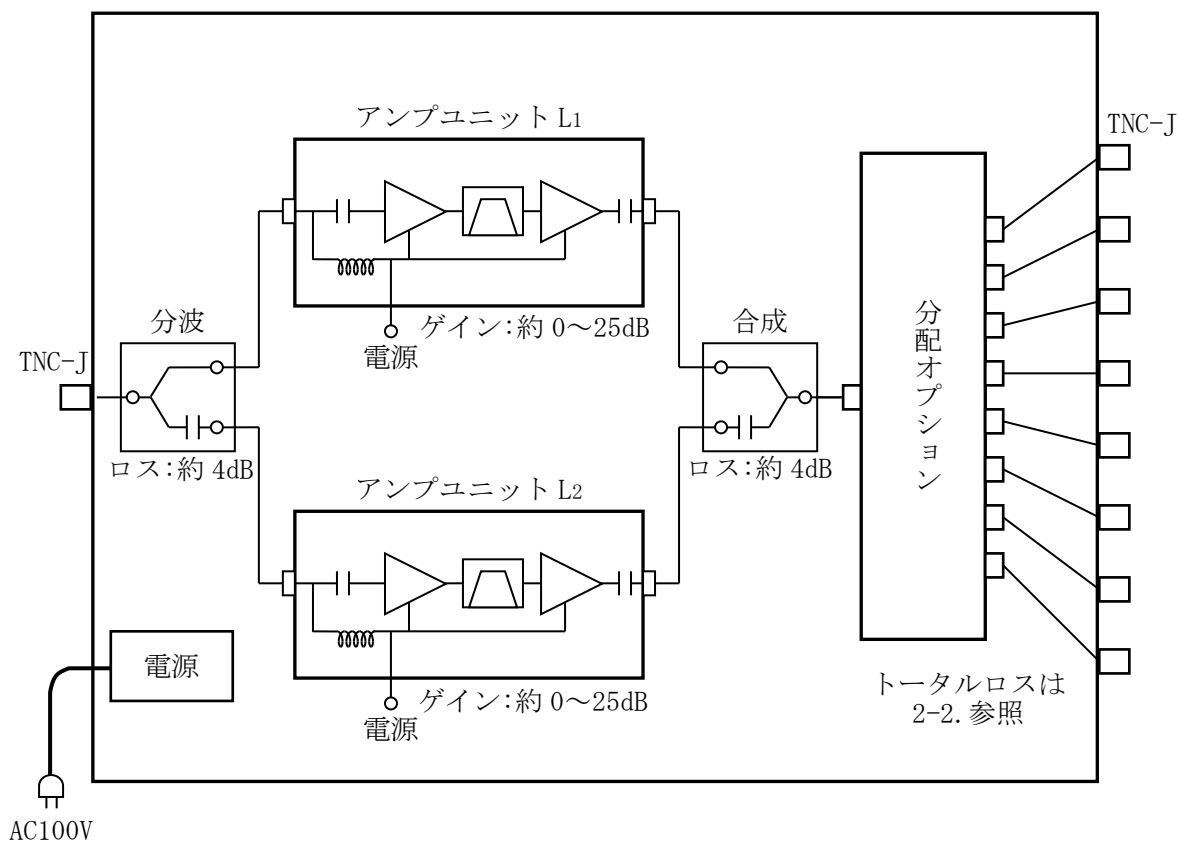 アンプユニット L1
TNC-J
ゲイン:約 0～25dB
電源
分波
合成
TNC-J
ロス:約 4dB
ロス:約 4dB
分配オプション
アンプユニット L2
ゲイン:約 0～25dB
電源
電源
トータルロスは
2-2.参照
AC100V